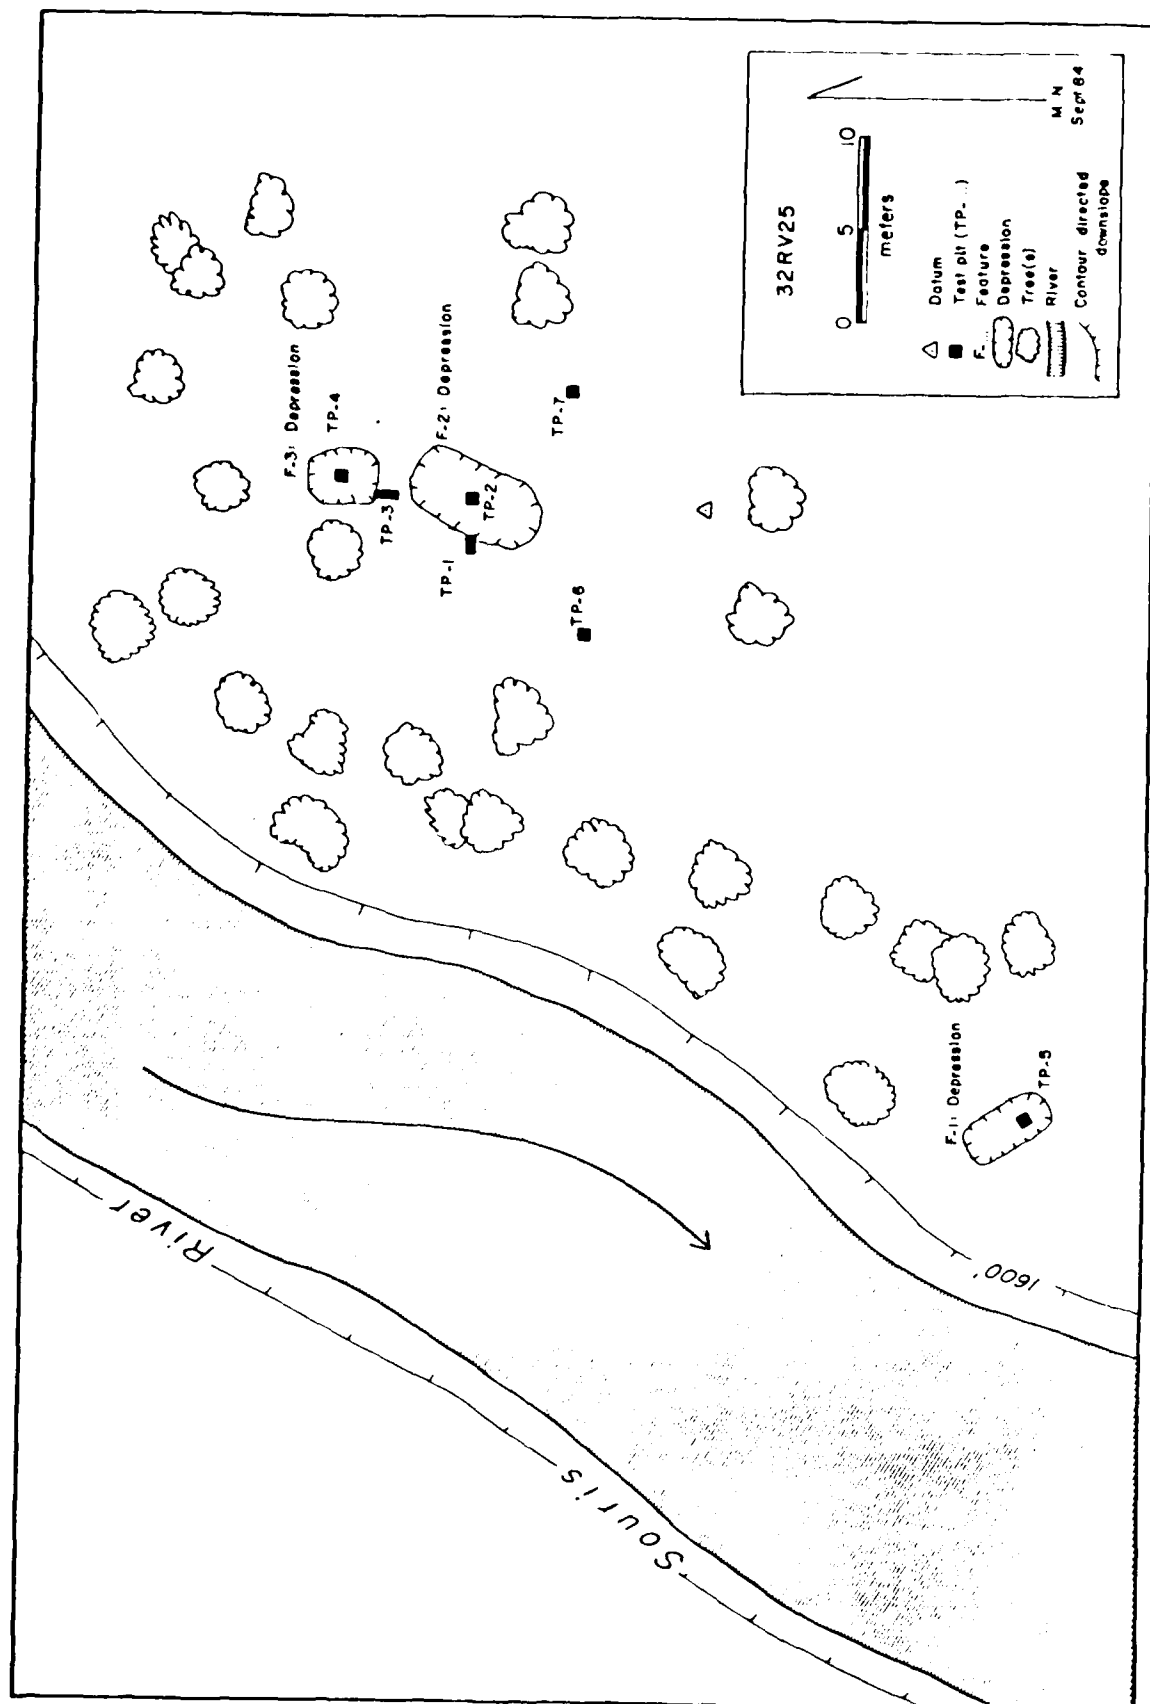 F-3: Depression
TP-4
TP-3
F-2: Depression
TP-2
TP-1
TP-7
TP-6
F-1: Depression
TP-5
Souris River
1600'
32RV25
0 5 10
meters
Datum
Test pit (TP-...)
F-... Feature
Depression
Tree(s)
River
Contour directed
downslope
M N
Sept 84